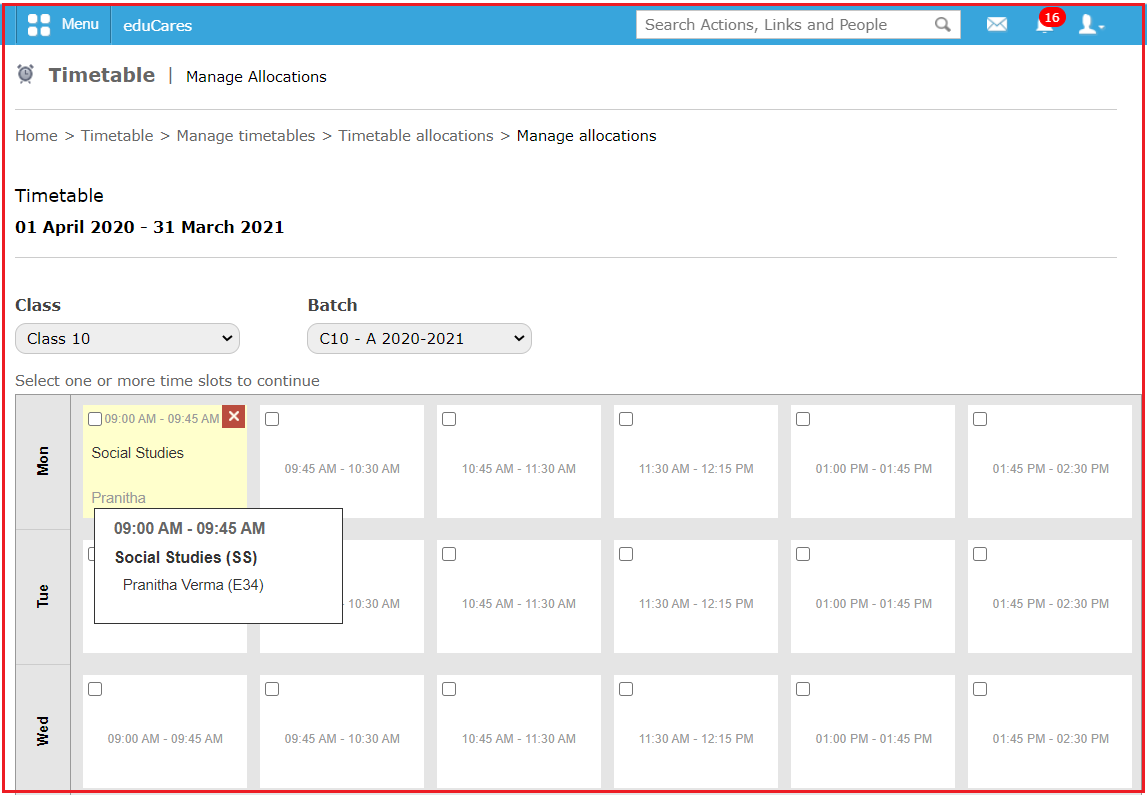 Menu eduCares Search Actions, Links and People 16
Timetable | Manage Allocations
Home > Timetable > Manage timetables > Timetable allocations > Manage allocations
Timetable
01 April 2020 - 31 March 2021
Class Batch
Class 10 C10 - A 2020-2021
Select one or more time slots to continue
Mon
09:00 AM - 09:45 AM
Social Studies
Pranitha
09:45 AM - 10:30 AM 10:45 AM - 11:30 AM 11:30 AM - 12:15 PM 01:00 PM - 01:45 PM 01:45 PM - 02:30 PM
09:00 AM - 09:45 AM
Social Studies (SS)
Pranitha Verma (E34)
Tue
10:30 AM 10:45 AM - 11:30 AM 11:30 AM - 12:15 PM 01:00 PM - 01:45 PM 01:45 PM - 02:30 PM
Wed
09:00 AM - 09:45 AM 09:45 AM - 10:30 AM 10:45 AM - 11:30 AM 11:30 AM - 12:15 PM 01:00 PM - 01:45 PM 01:45 PM - 02:30 PM